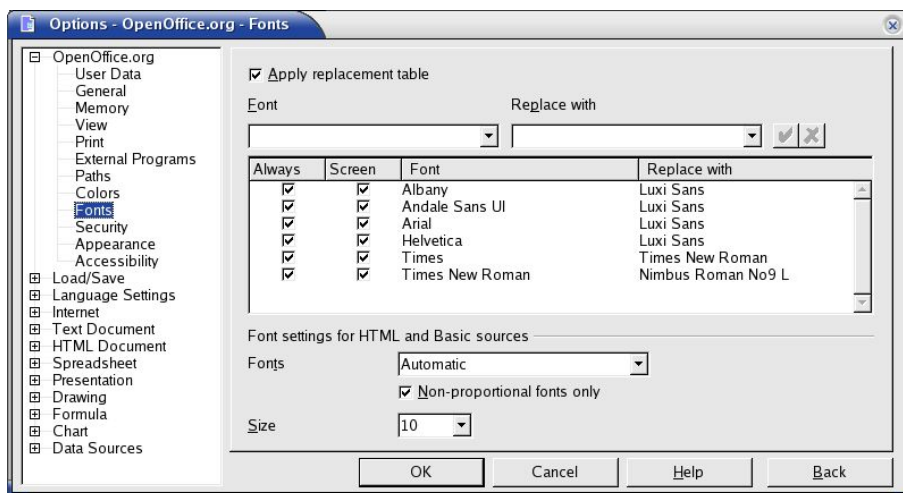 Options - OpenOffice.org - Fonts
OpenOffice.org
User Data
General
Memory
View
Print
External Programs
Paths
Colors
Fonts
Security
Appearance
Accessibility
Load/Save
Language Settings
Internet
Text Document
HTML Document
Spreadsheet
Presentation
Drawing
Formula
Chart
Data Sources
Apply replacement table
Font Replace with
Always Screen Font Replace with
Albany Luxi Sans
Andale Sans UI Luxi Sans
Arial Luxi Sans
Helvetica Luxi Sans
Times Times New Roman
Times New Roman Nimbus Roman No9 L
Font settings for HTML and Basic sources
Fonts Automatic
Non-proportional fonts only
Size 10
OK Cancel Help Back